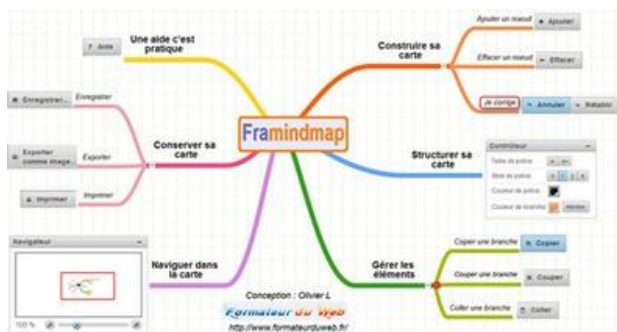 Framindmap
Une aide c'est
pratique
? Aide
Construire sa
carte
Ajouter un noeud
+ Ajouter
Effacer un noeud
− Effacer
Je corrige
Annuler
Rétablir
Structurer sa
carte
Contrôleur
Taille de police
Style de police
Couleur de police
Couleur de branche
Gérer les
éléments
Copier une branche
Copier
Couper une branche
Couper
Coller une branche
Coller
Conserver sa
carte
Enregistrer
Enregistrer...
Exporter
Exporter
comme image...
Imprimer
Imprimer
Naviguer dans
la carte
Navigateur
100 %
Conception : Olivier L
Formateur du Web
http://www.formateurduweb.fr/